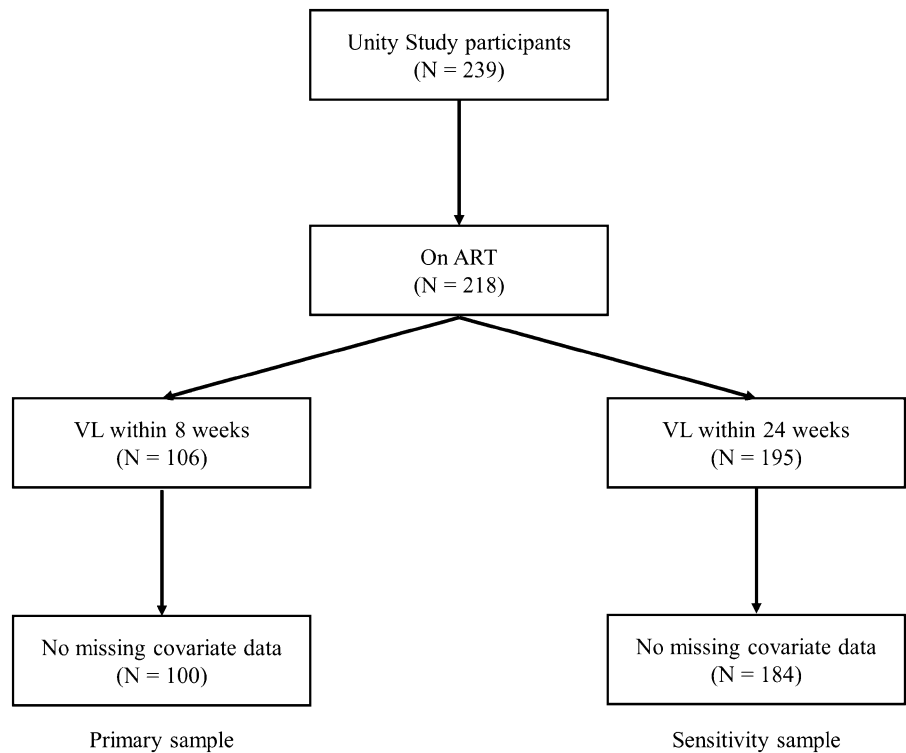 Unity Study participants
(N = 239)
On ART
(N = 218)
VL within 8 weeks
(N = 106)
VL within 24 weeks
(N = 195)
No missing covariate data
(N = 100)
No missing covariate data
(N = 184)
Primary sample
Sensitivity sample